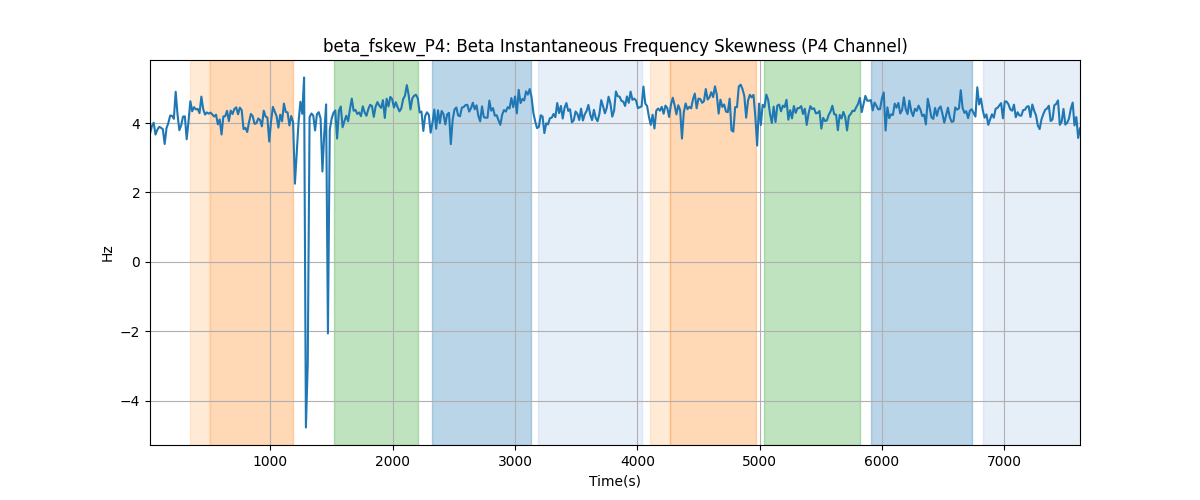 beta_fskew_P4: Beta Instantaneous Frequency Skewness (P4 Channel)
Hz
4
2
0
−2
−4
1000 2000 3000 4000 5000 6000 7000
Time(s)